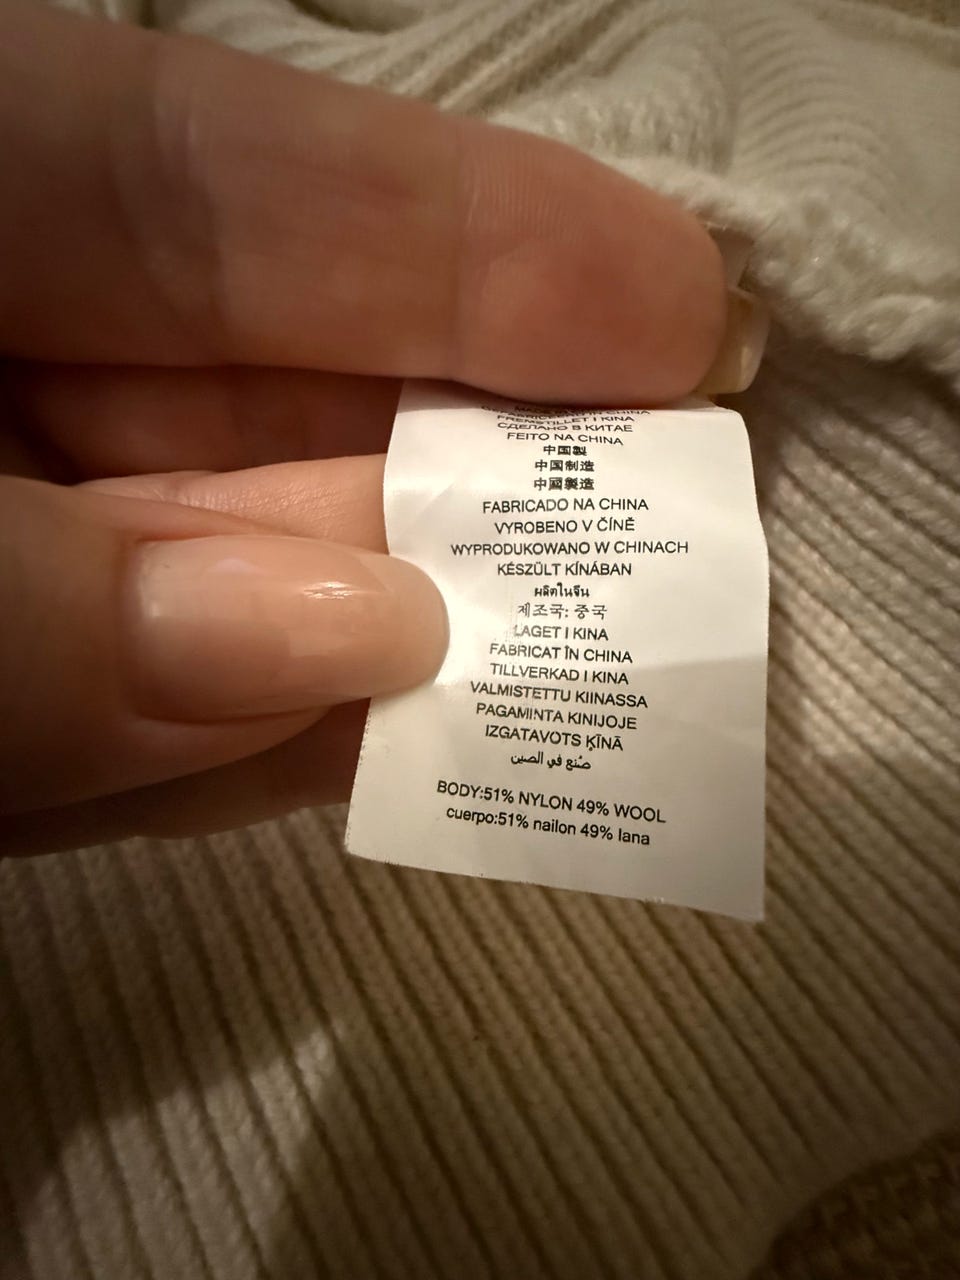 FREMSTILLET I KINA
СДЕЛАНО В КИТАЕ
FEITO NA CHINA
中国製
中国制造
中國製造
FABRICADO NA CHINA
VYROBENO V ČÍNĚ
WYPRODUKOWANO W CHINACH
KÉSZÜLT KÍNÁBAN
ผลิตในจีน
제조국: 중국
LAGET I KINA
FABRICAT ÎN CHINA
TILLVERKAD I KINA
VALMISTETTU KIINASSA
PAGAMINTA KINIJOJE
IZGATAVOTS ĶĪNĀ
صُنع في الصين
BODY:51% NYLON 49% WOOL
cuerpo:51% nailon 49% lana